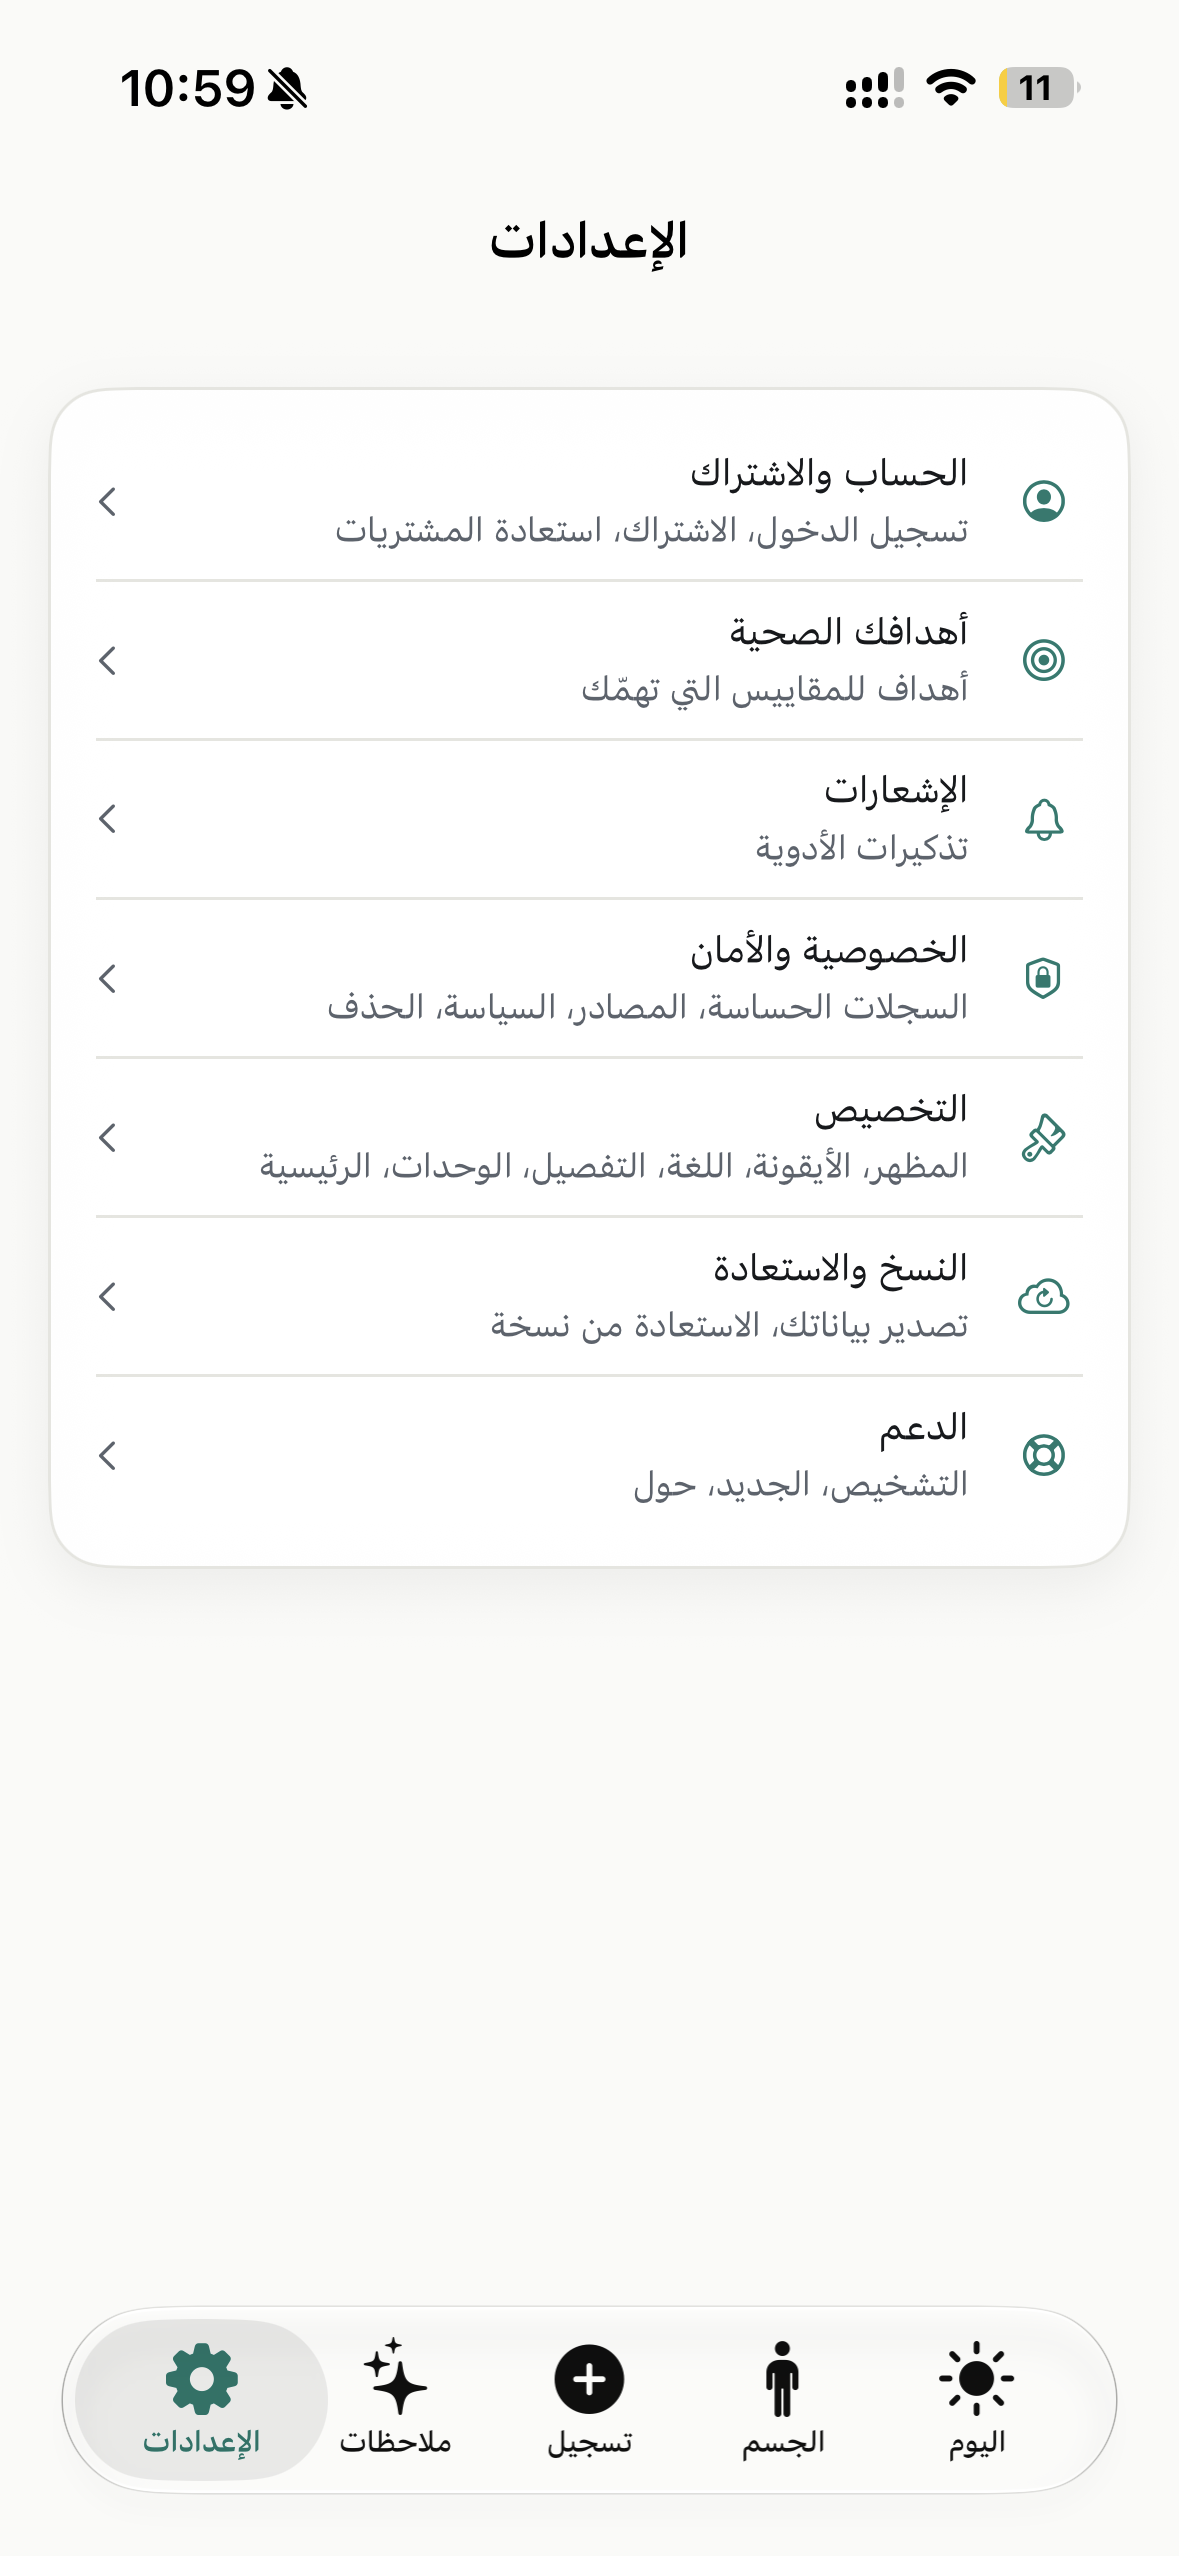 10:59
11
الإعدادات
الحساب والاشتراك
تسجيل الدخول، الاشتراك، استعادة المشتريات
أهدافك الصحية
أهداف للمقاييس التي تهمّك
الإشعارات
تذكيرات الأدوية
الخصوصية والأمان
السجلات الحساسة، المصادر، السياسة، الحذف
التخصيص
المظهر، الأيقونة، اللغة، التفصيل، الوحدات، الرئيسية
النسخ والاستعادة
تصدير بياناتك، الاستعادة من نسخة
الدعم
التشخيص، الجديد، حول
اليوم
الجسم
تسجيل
ملاحظات
الإعدادات